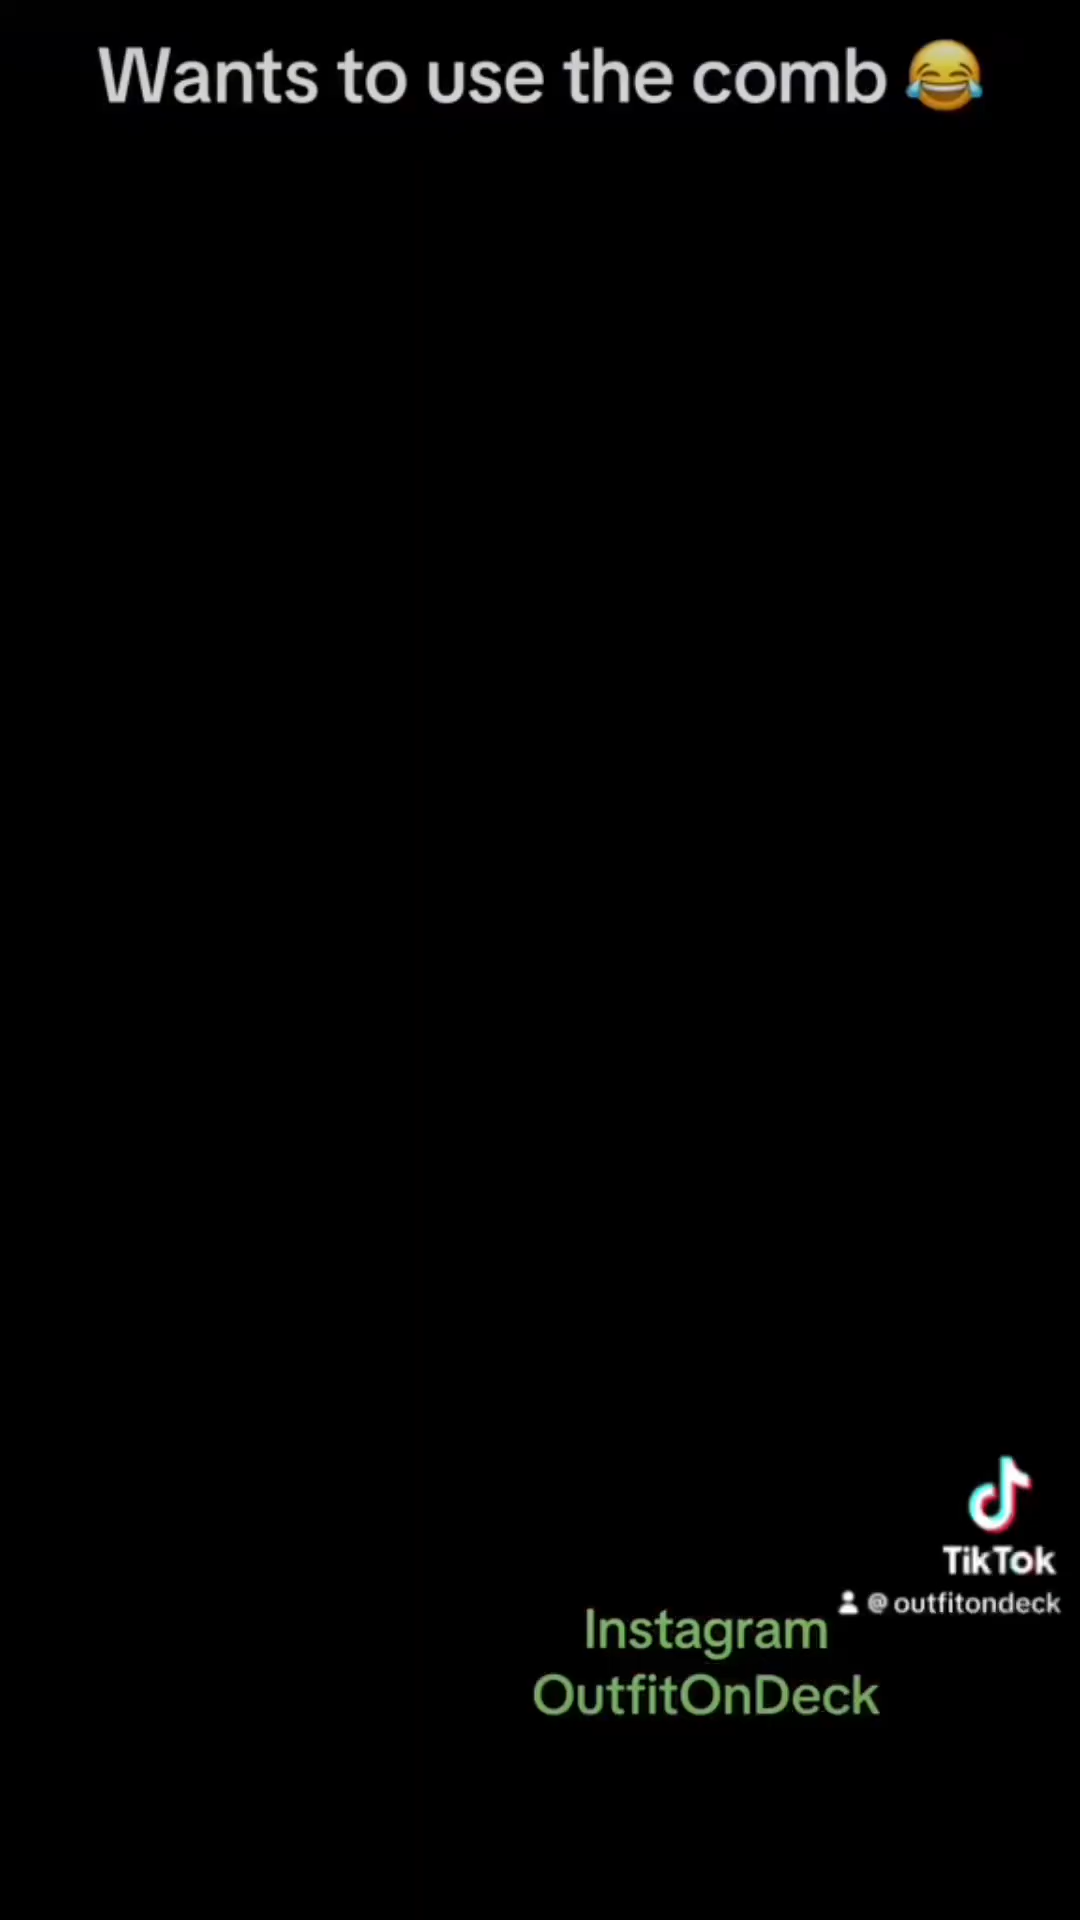 Wants to use the comb 😂
TikTok
@outfitondeck
Instagram
OutfitOnDeck